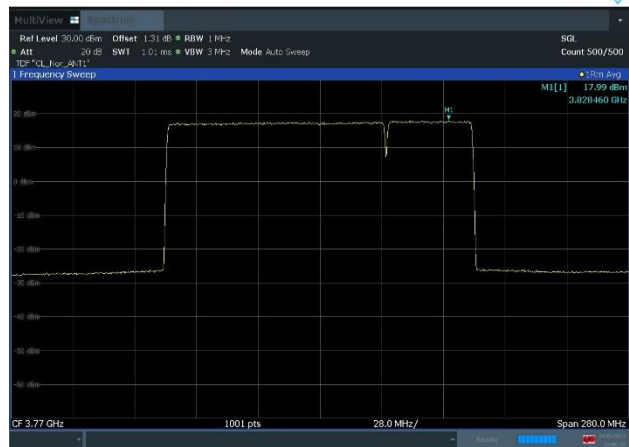 MultiView Spectrum
Ref Level 30.00 dBm Offset 1.31 dB RBW 1 MHz SGL
Att 20 dB SWT 1.01 ms VBW 3 MHz Mode Auto Sweep Count 500/500
TDF "CL_Nor_ANT1"
1 Frequency Sweep 1Rm Avg
M1[1] 17.99 dBm
3.828460 GHz
M1
20 dBm
10 dBm
0 dBm
-10 dBm
-20 dBm
-30 dBm
-40 dBm
-50 dBm
-60 dBm
CF 3.77 GHz 1001 pts 28.0 MHz/ Span 280.0 MHz
Ready